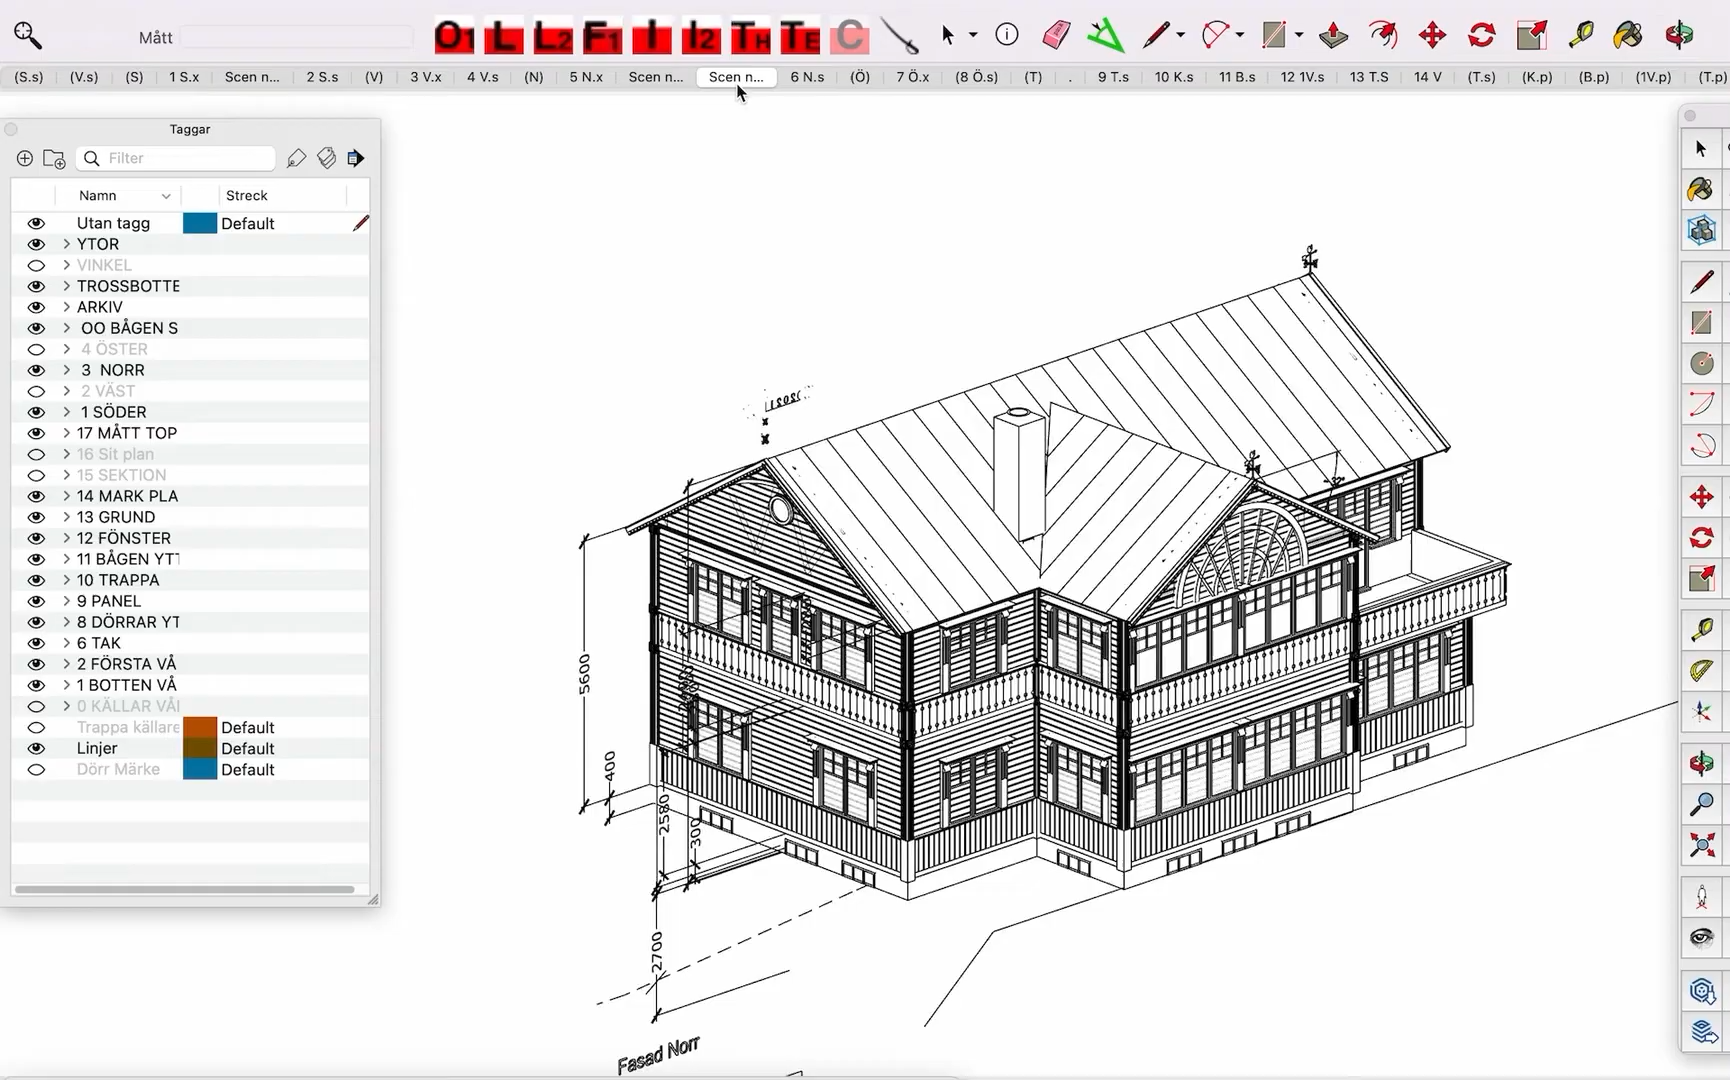 Mått
O1 L L2 F1 I I2 TH TE C
(S.s) (V.s) (S) 1 S.x Scen n... 2 S.s (V) 3 V.x 4 V.s (N) 5 N.x Scen n... Scen n... 6 N.s (Ö) 7 Ö.x (8 Ö.s) (T) . 9 T.s 10 K.s 11 B.s 12 1V.s 13 T.S 14 V (T.s) (K.p) (B.p) (1V.p) (T.p)
Taggar
Filter
Namn Streck
Utan tagg Default
YTOR
VINKEL
TROSSBOTTE
ARKIV
OO BÅGEN S
4 ÖSTER
3 NORR
2 VÄST
1 SÖDER
17 MÅTT TOP
16 Sit plan
15 SEKTION
14 MARK PLA
13 GRUND
12 FÖNSTER
11 BÅGEN YT
10 TRAPPA
9 PANEL
8 DÖRRAR YT
6 TAK
2 FÖRSTA VÅ
1 BOTTEN VÅ
0 KÄLLAR VÅ
Trappa källare Default
Linjer Default
Dörr Märke Default
5600
400
2580
300
2700
Fasad Norr